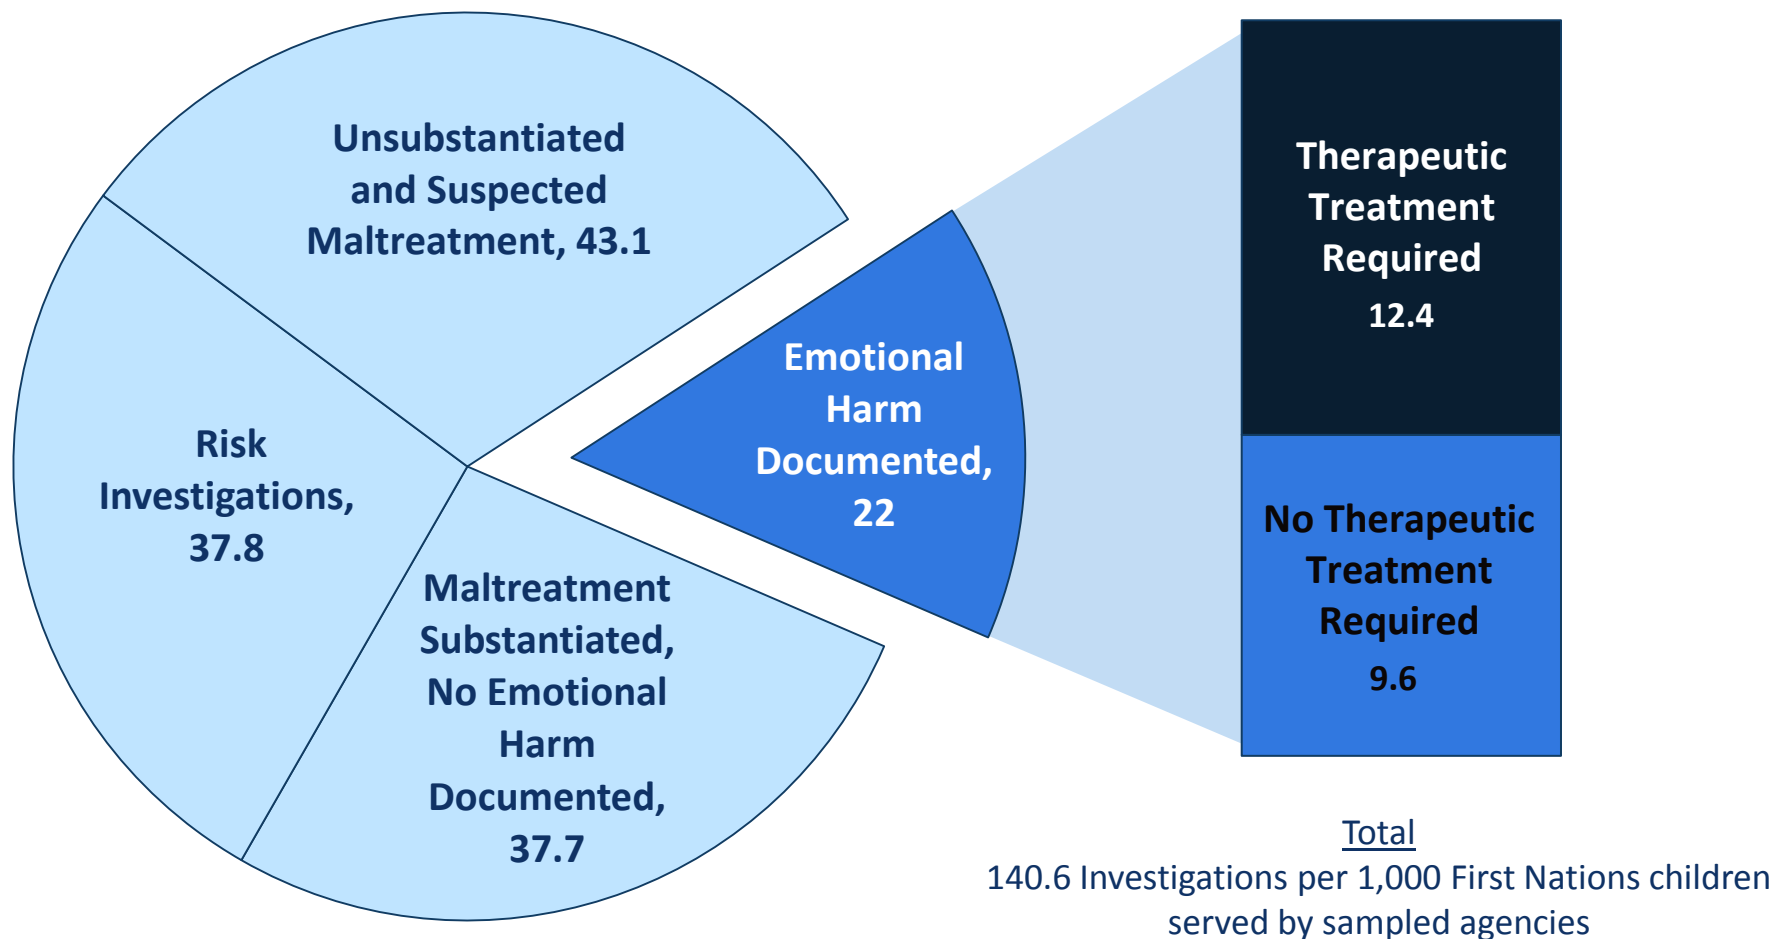 Unsubstantiated
and Suspected
Maltreatment, 43.1
Risk
Investigations,
37.8
Maltreatment
Substantiated,
No Emotional
Harm
Documented,
37.7
Emotional
Harm
Documented,
22
Therapeutic
Treatment
Required
12.4
No Therapeutic
Treatment
Required
9.6
Total
140.6 Investigations per 1,000 First Nations children
served by sampled agencies